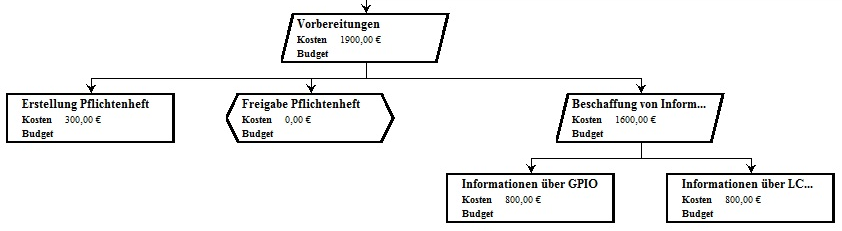 Vorbereitungen
Kosten 1900,00 €
Budget
Erstellung Pflichtenheft
Kosten 300,00 €
Budget
Freigabe Pflichtenheft
Kosten 0,00 €
Budget
Beschaffung von Inform...
Kosten 1600,00 €
Budget
Informationen über GPIO
Kosten 800,00 €
Budget
Informationen über LC...
Kosten 800,00 €
Budget